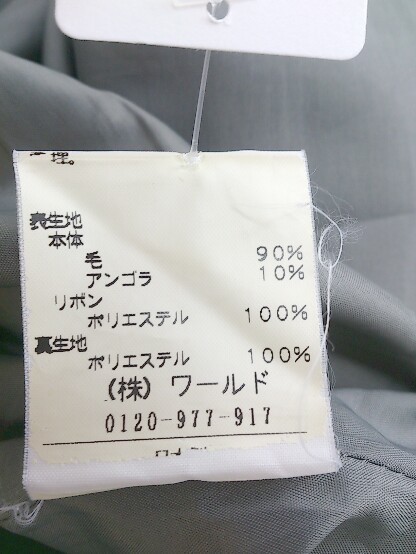 表生地
本体
毛 90%
アンゴラ 10%
リボン
ポリエステル 100%
裏生地
ポリエステル 100%
(株) ワールド
0120-977-917